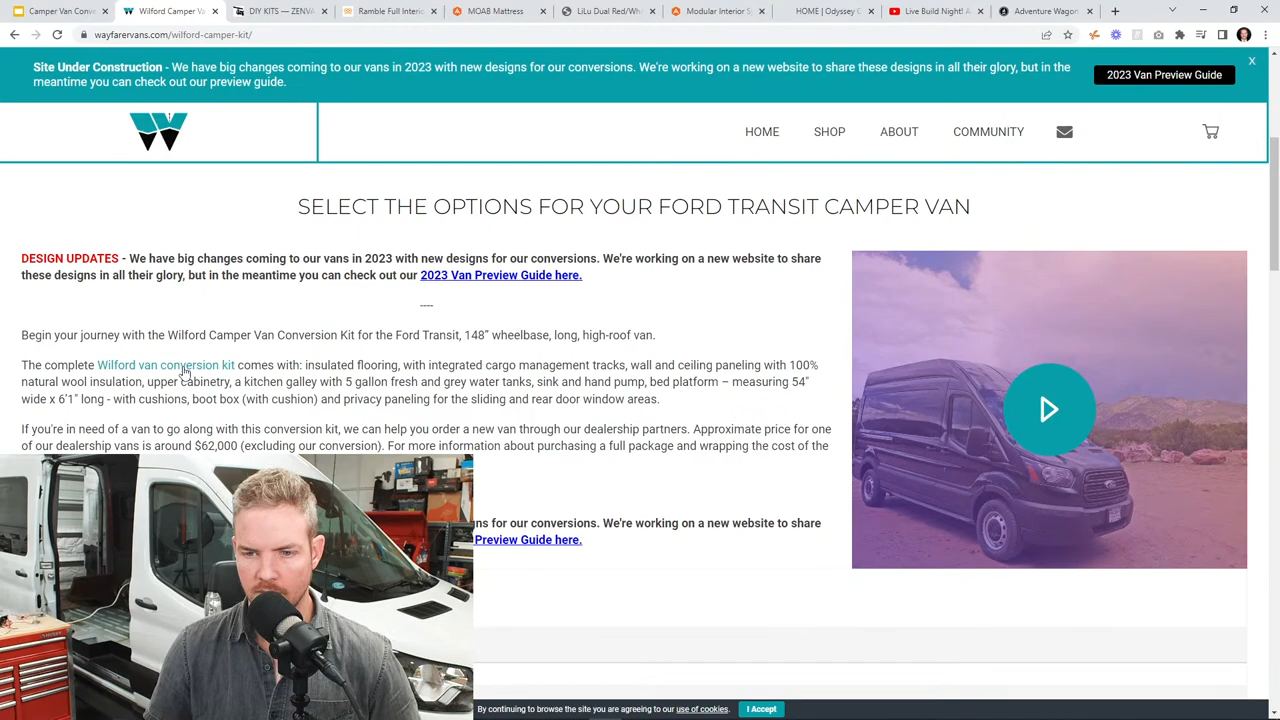 Camper Van Conv
Wilford Camper Va
DIY KITS — ZENVA
Ramble Full Interi
MOAB Mattress
LiLu Dual Red/Wh
Modular Interior S
HOME | Odyssey C
Live Build Night! A
Adventure Wagon
wayfarervans.com/wilford-camper-kit/
Site Under Construction - We have big changes coming to our vans in 2023 with new designs for our conversions. We're working on a new website to share these designs in all their glory, but in the
meantime you can check out our preview guide.
2023 Van Preview Guide
X
HOME
SHOP
ABOUT
COMMUNITY
SELECT THE OPTIONS FOR YOUR FORD TRANSIT CAMPER VAN
DESIGN UPDATES - We have big changes coming to our vans in 2023 with new designs for our conversions. We're working on a new website to share
these designs in all their glory, but in the meantime you can check out our 2023 Van Preview Guide here.
----
Begin your journey with the Wilford Camper Van Conversion Kit for the Ford Transit, 148” wheelbase, long, high-roof van.
The complete Wilford van conversion kit comes with: insulated flooring, with integrated cargo management tracks, wall and ceiling paneling with 100%
natural wool insulation, upper cabinetry, a kitchen galley with 5 gallon fresh and grey water tanks, sink and hand pump, bed platform – measuring 54"
wide x 6'1" long - with cushions, boot box (with cushion) and privacy paneling for the sliding and rear door window areas.
If you're in need of a van to go along with this conversion kit, we can help you order a new van through our dealership partners. Approximate price for one
of our dealership vans is around $62,000 (excluding our conversion). For more information about purchasing a full package and wrapping the cost of the
ns for our conversions. We're working on a new website to share
Preview Guide here.
By continuing to browse the site you are agreeing to our use of cookies.
I Accept